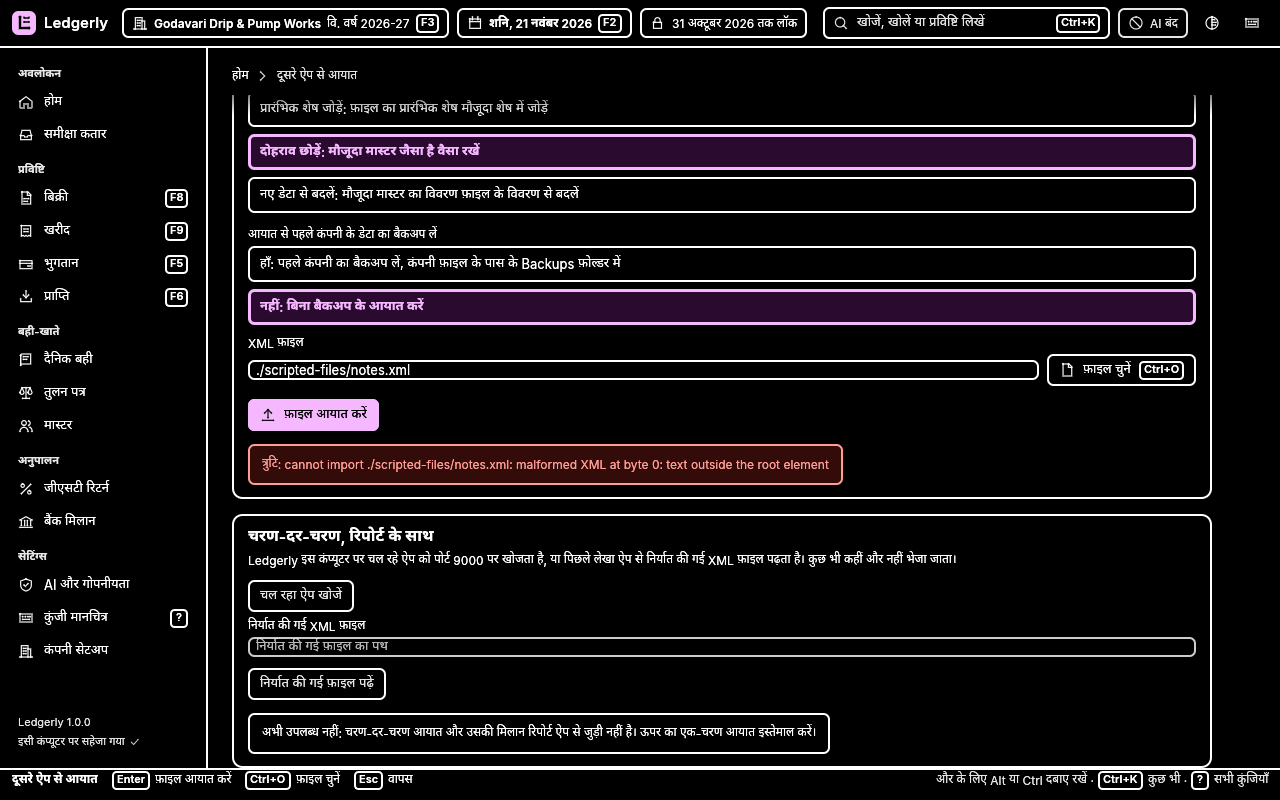 Ledgerly
Godavari Drip & Pump Works वि. वर्ष 2026-27 F3
शनि, 21 नवंबर 2026 F2
31 अक्टूबर 2026 तक लॉक
खोजें, खोलें या प्रविष्टि लिखें Ctrl+K
AI बंद
अवलोकन
होम
समीक्षा कतार
प्रविष्टि
बिक्री F8
खरीद F9
भुगतान F5
प्राप्ति F6
बही-खाते
दैनिक बही
तुलन पत्र
मास्टर
अनुपालन
जीएसटी रिटर्न
बैंक मिलान
सेटिंग्स
AI और गोपनीयता
कुंजी मानचित्र ?
कंपनी सेटअप
Ledgerly 1.0.0
इसी कंप्यूटर पर सहेजा गया
होम > दूसरे ऐप से आयात
प्रारंभिक शेष जोड़ें: फ़ाइल का प्रारंभिक शेष मौजूदा शेष में जोड़ें
दोहराव छोड़ें: मौजूदा मास्टर जैसा है वैसा रखें
नए डेटा से बदलें: मौजूदा मास्टर का विवरण फ़ाइल के विवरण से बदलें
आयात से पहले कंपनी के डेटा का बैकअप लें
हाँ: पहले कंपनी का बैकअप लें, कंपनी फ़ाइल के पास के Backups फ़ोल्डर में
नहीं: बिना बैकअप के आयात करें
XML फ़ाइल
./scripted-files/notes.xml
फ़ाइल चुनें Ctrl+O
फ़ाइल आयात करें
त्रुटि: cannot import ./scripted-files/notes.xml: malformed XML at byte 0: text outside the root element
चरण-दर-चरण, रिपोर्ट के साथ
Ledgerly इस कंप्यूटर पर चल रहे ऐप को पोर्ट 9000 पर खोजता है, या पिछले लेखा ऐप से निर्यात की गई XML फ़ाइल पढ़ता है। कुछ भी कहीं और नहीं भेजा जाता।
चल रहा ऐप खोजें
निर्यात की गई XML फ़ाइल
निर्यात की गई फ़ाइल का पथ
निर्यात की गई फ़ाइल पढ़ें
अभी उपलब्ध नहीं: चरण-दर-चरण आयात और उसकी मिलान रिपोर्ट ऐप से जुड़ी नहीं है। ऊपर का एक-चरण आयात इस्तेमाल करें।
दूसरे ऐप से आयात Enter फ़ाइल आयात करें Ctrl+O फ़ाइल चुनें Esc वापस
और के लिए Alt या Ctrl दबाए रखें · Ctrl+K कुछ भी · ? सभी कुंजियाँ